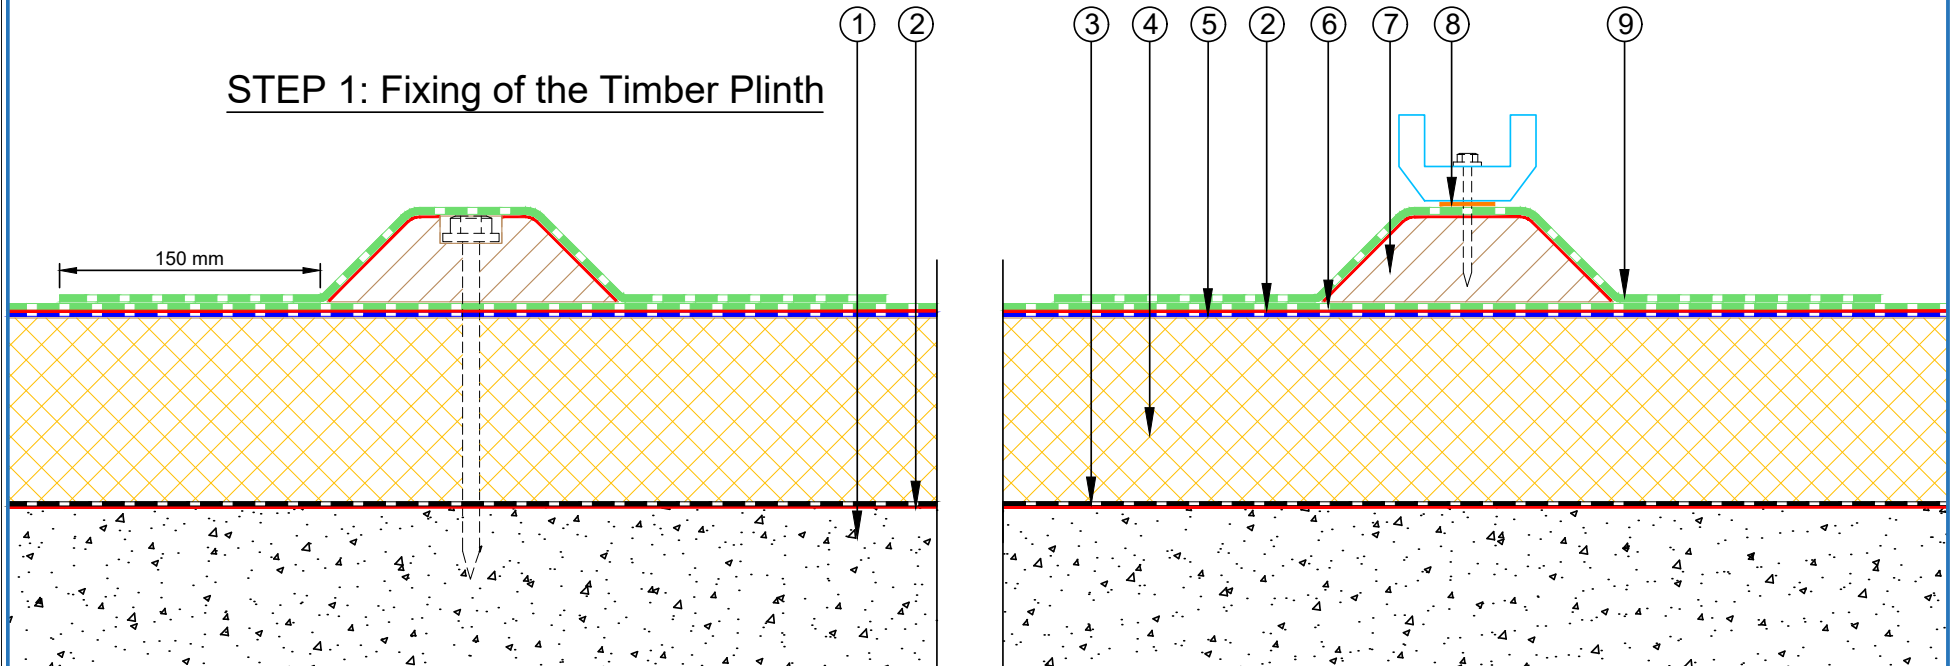 1 2 3 4 5 2 6 7 8 9
STEP 1: Fixing of the Timber Plinth
150 mm